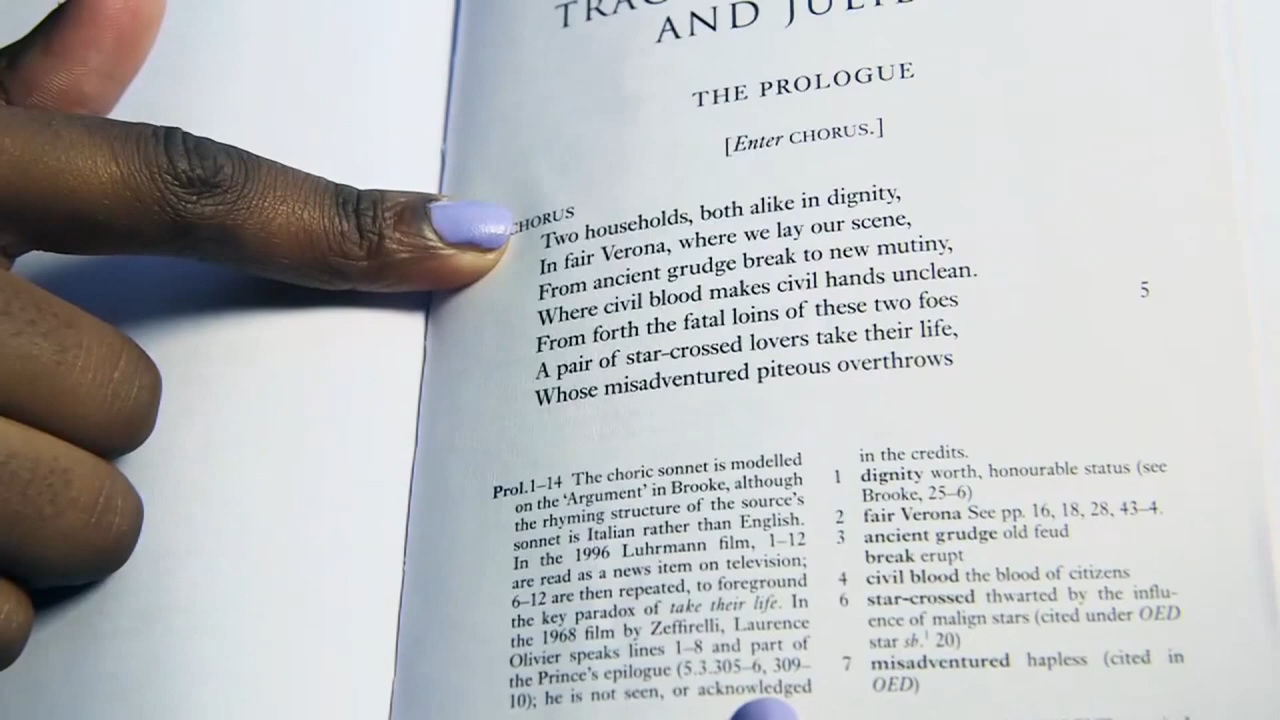 AND
THE PROLOGUE
[Enter CHORUS.]
CHORUS
Two households, both alike in dignity,
In fair Verona, where we lay our scene,
From ancient grudge break to new mutiny,
Where civil blood makes civil hands unclean.
From forth the fatal loins of these two foes 5
A pair of star-crossed lovers take their life,
Whose misadventured piteous overthrows
Prol.1–14 The choric sonnet is modelled
on the ‘Argument’ in Brooke, although
the rhyming structure of the source’s
sonnet is Italian rather than English.
In the 1996 Luhrmann film, 1–12
are read as a news item on television;
6–12 are then repeated, to foreground
the key paradox of take their life. In
the 1968 film by Zeffirelli, Laurence
Olivier speaks lines 1–8 and part of
the Prince’s epilogue (5.3.305–6, 309–
10); he is not seen, or acknowledged
in the credits.
1 dignity worth, honourable status (see
Brooke, 25–6)
2 fair Verona See pp. 16, 18, 28, 43–4.
3 ancient grudge old feud
break erupt
4 civil blood the blood of citizens
6 star-crossed thwarted by the influ-
ence of malign stars (cited under OED
star sb.¹ 20)
7 misadventured hapless (cited in
OED)